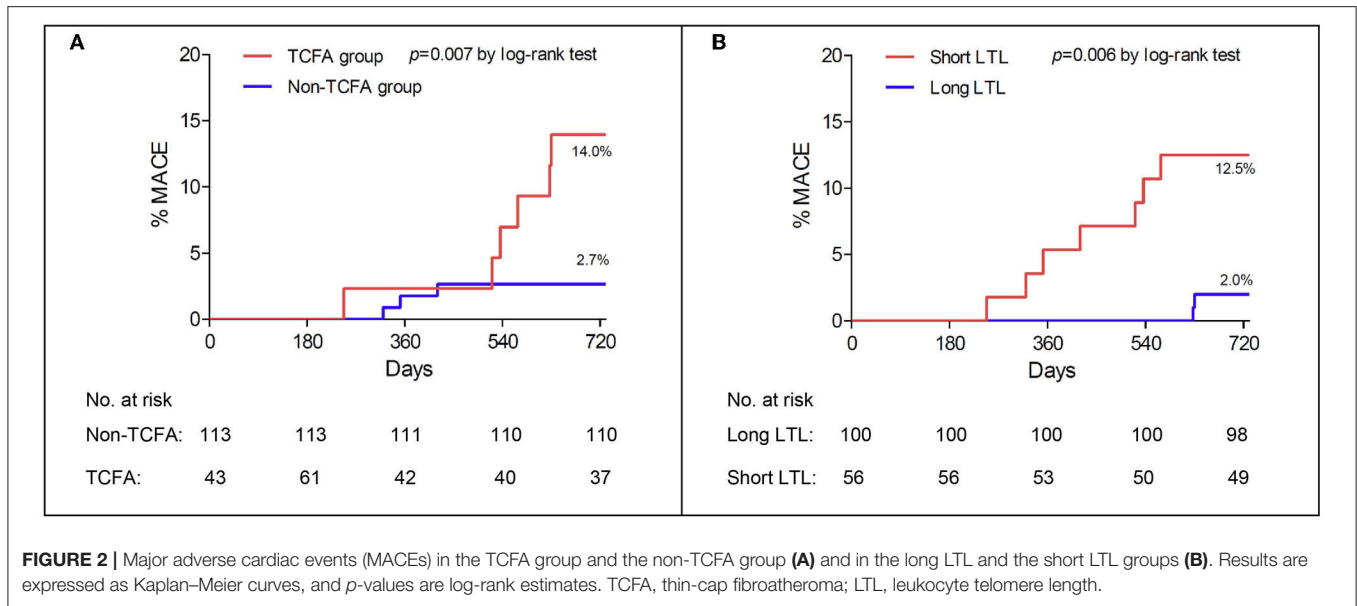 A
TCFA group
p=0.007 by log-rank test
Non-TCFA group
20
15
10
5
0
% MACE
14.0%
2.7%
0 180 360 540 720
Days
No. at risk
Non-TCFA: 113 113 111 110 110
TCFA: 43 61 42 40 37
B
Short LTL
p=0.006 by log-rank test
Long LTL
20
15
10
5
0
% MACE
12.5%
2.0%
0 180 360 540 720
Days
No. at risk
Long LTL: 100 100 100 100 98
Short LTL: 56 56 53 50 49
FIGURE 2 | Major adverse cardiac events (MACEs) in the TCFA group and the non-TCFA group (A) and in the long LTL and the short LTL groups (B). Results are
expressed as Kaplan–Meier curves, and p-values are log-rank estimates. TCFA, thin-cap fibroatheroma; LTL, leukocyte telomere length.